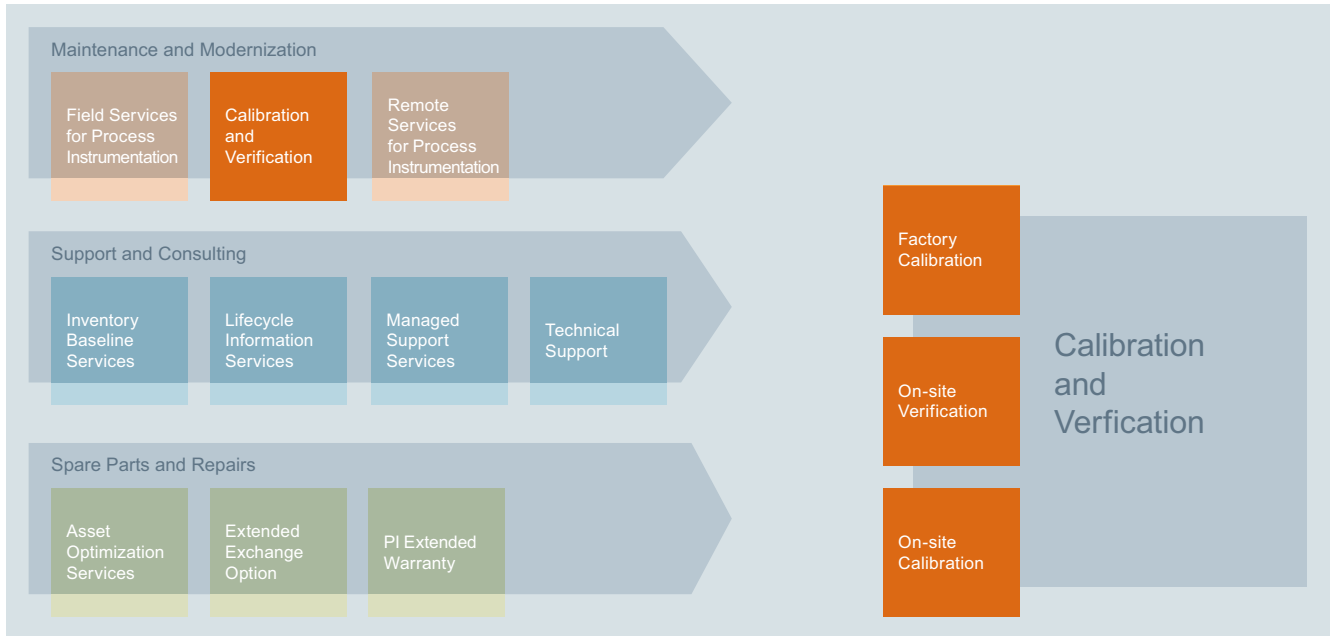 Maintenance and Modernization
Field Services
for Process
Instrumentation
Calibration
and
Verification
Remote
Services
for Process
Instrumentation
Support and Consulting
Inventory
Baseline
Services
Lifecycle
Information
Services
Managed
Support
Services
Technical
Support
Spare Parts and Repairs
Asset
Optimization
Services
Extended
Exchange
Option
PI Extended
Warranty
Factory
Calibration
On-site
Verification
On-site
Calibration
Calibration
and
Verfication